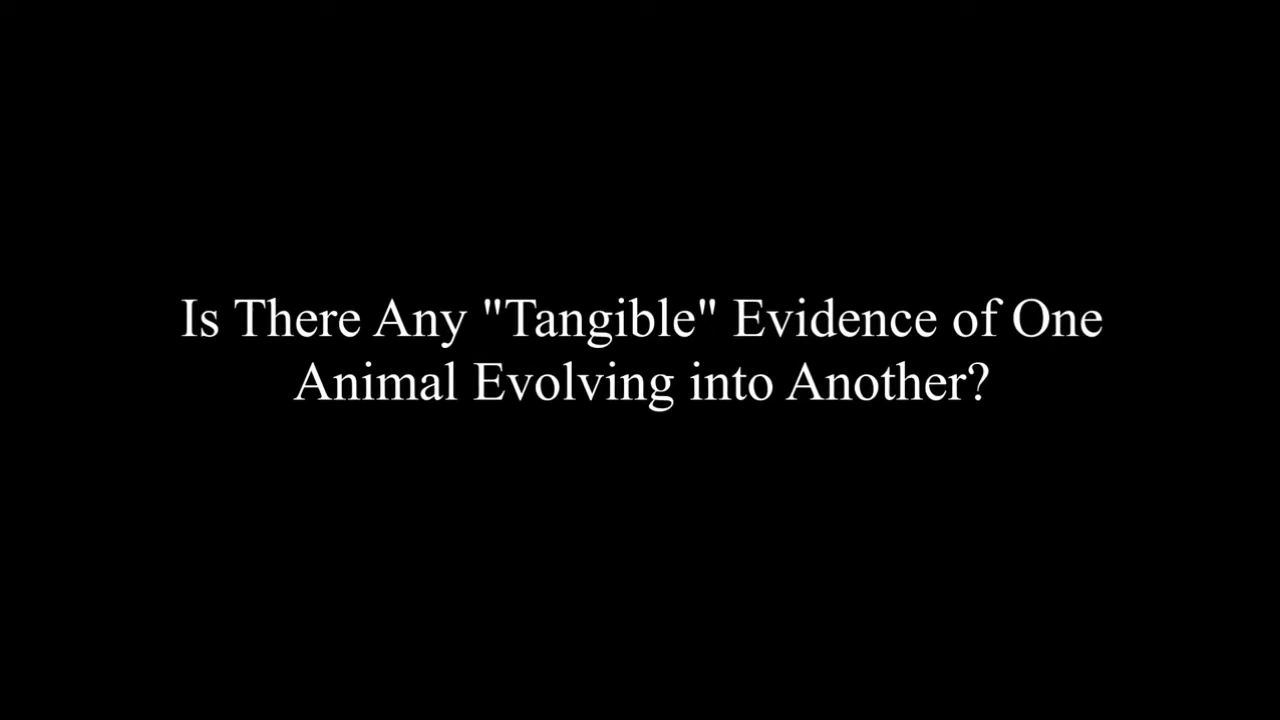 Is There Any "Tangible" Evidence of One
Animal Evolving into Another?